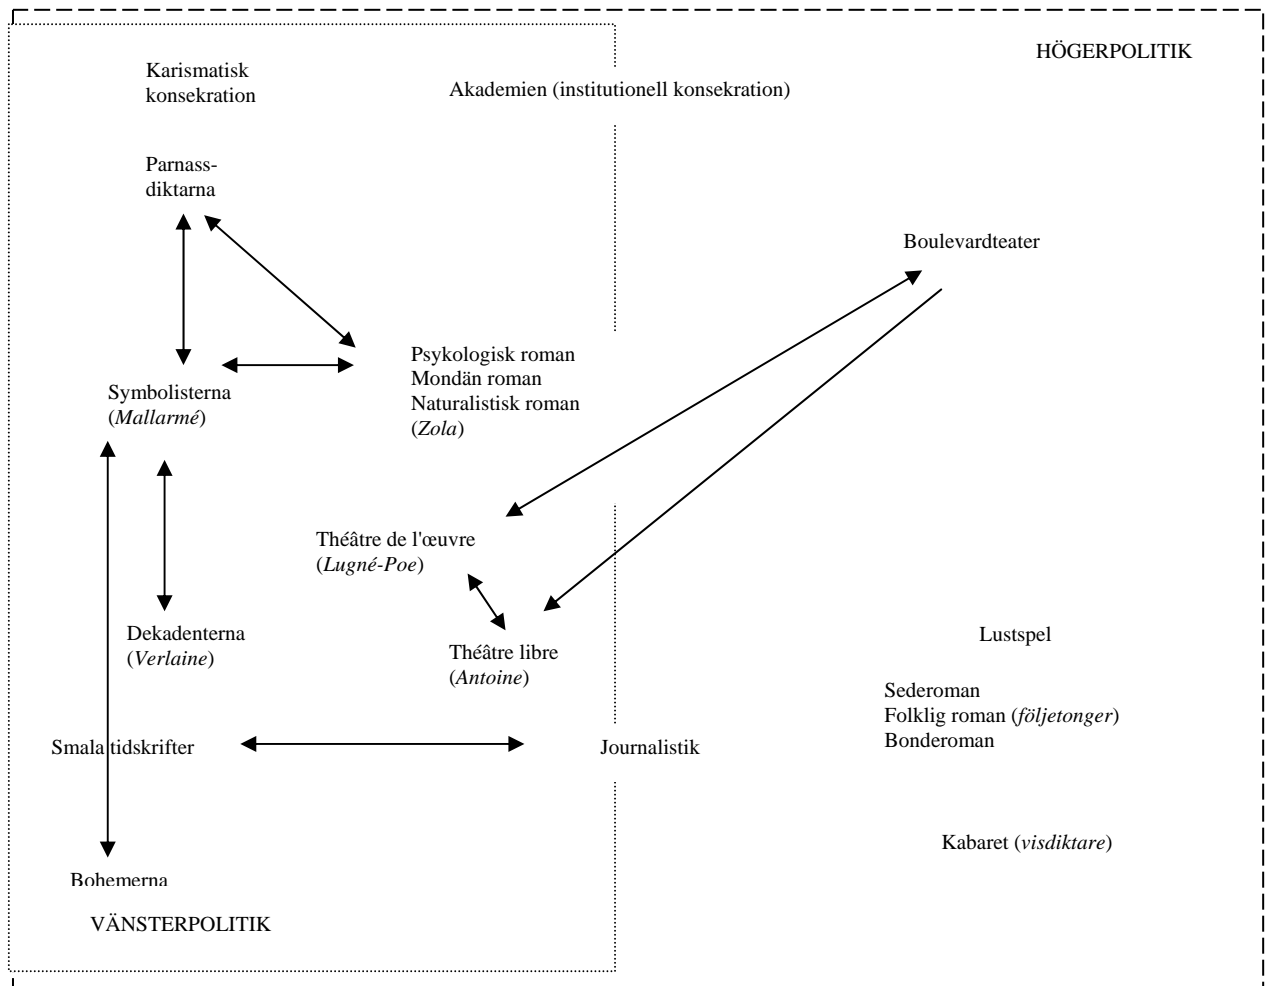 HÖGERPOLITIK
Karismatisk
konsekration
Akademien (institutionell konsekration)
Parnass-
diktarna
Boulevardteater
Psykologisk roman
Mondän roman
Naturalistisk roman
(Zola)
Symbolisterna
(Mallarmé)
Théâtre de l'œuvre
(Lugné-Poe)
Dekadenterna
(Verlaine)
Théâtre libre
(Antoine)
Lustspel
Sederoman
Folklig roman (följetonger)
Bonderoman
Smala tidskrifter
Journalistik
Kabaret (visdiktare)
Bohemerna
VÄNSTERPOLITIK